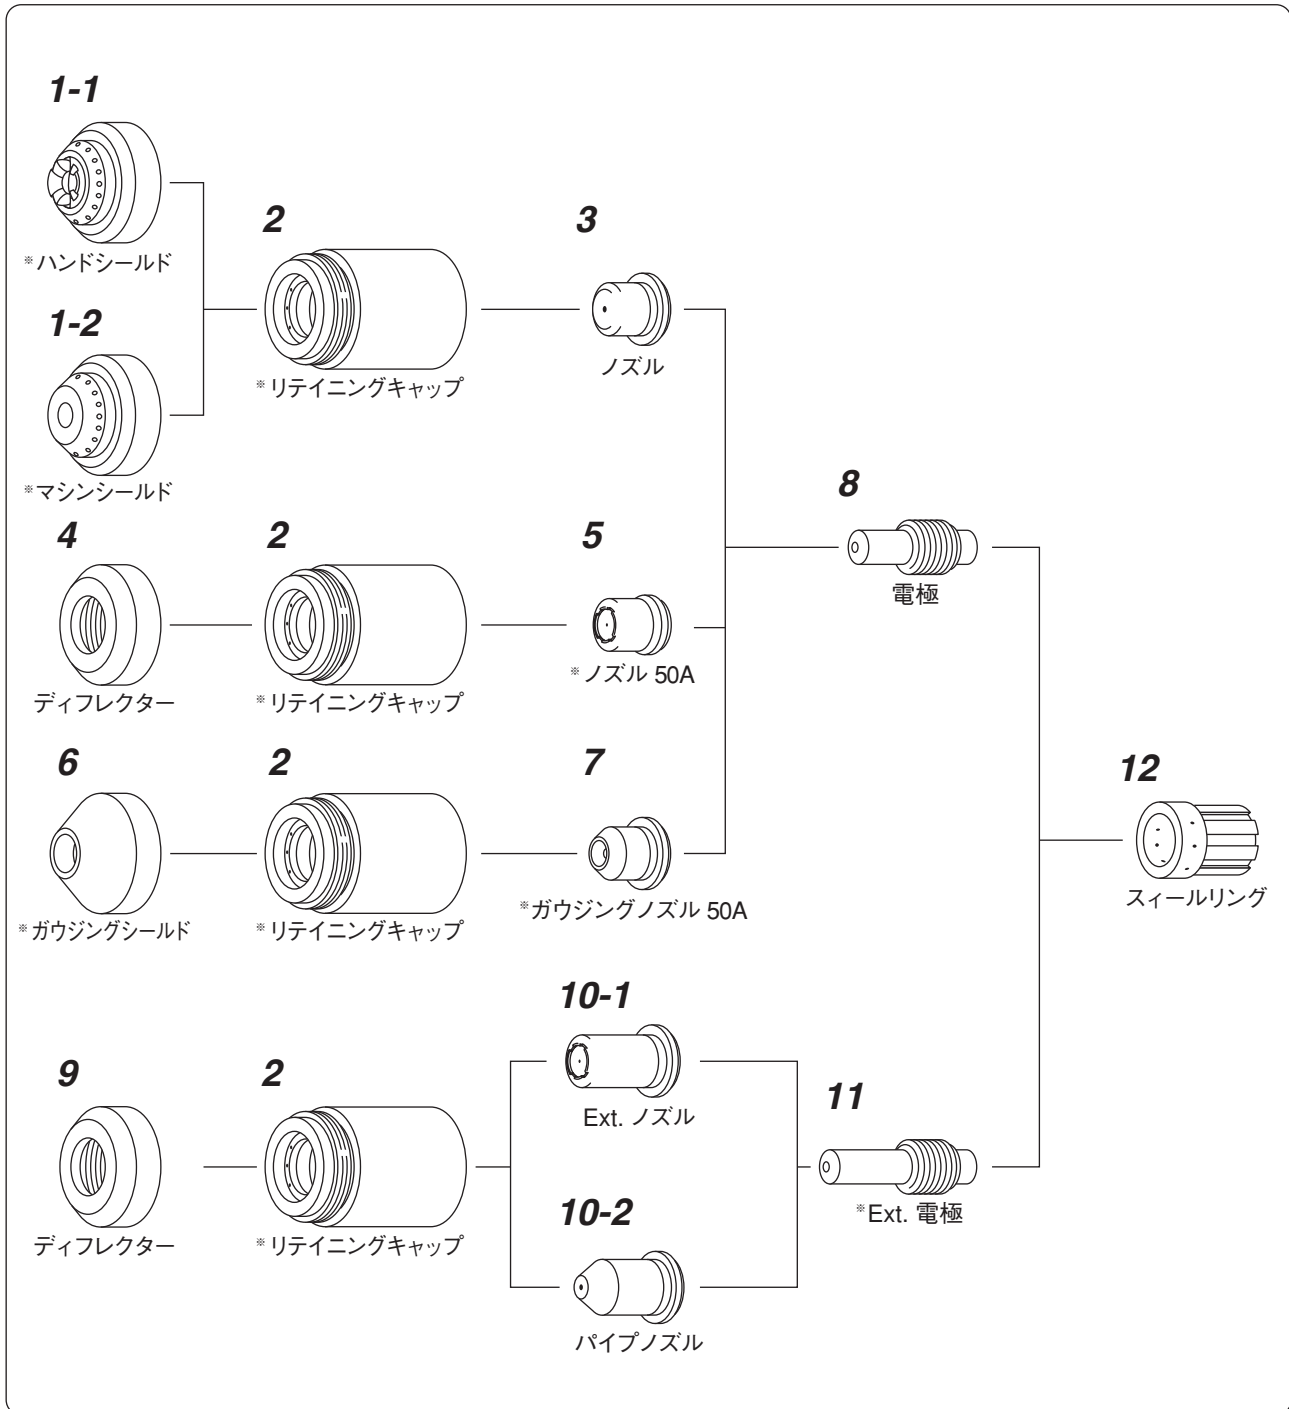 1-1
※ハンドシールド
1-2
※マシンシールド
2
※リテイニングキャップ
3
ノズル
4
ディフレクター
2
※リテイニングキャップ
5
※ノズル 50A
6
※ガウジングシールド
2
※リテイニングキャップ
7
※ガウジングノズル 50A
8
電極
9
ディフレクター
2
※リテイニングキャップ
10-1
Ext. ノズル
10-2
パイプノズル
11
※Ext. 電極
12
スィールリング